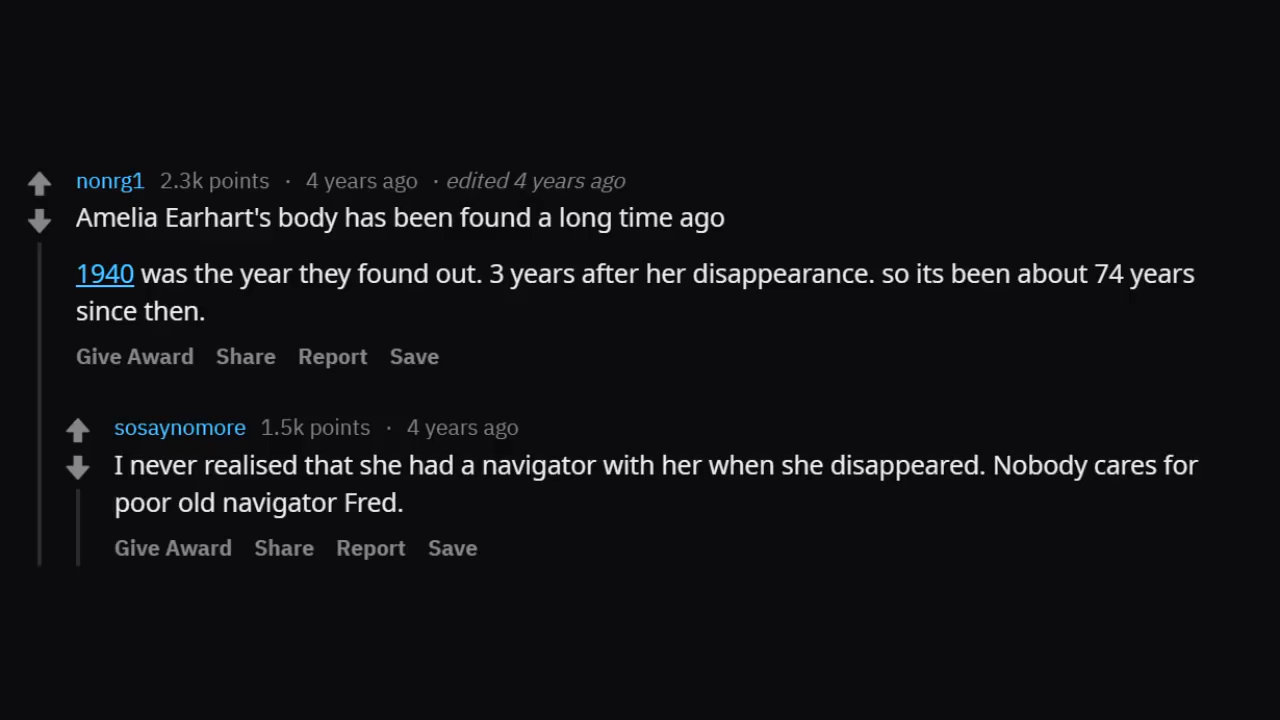 nonrg1 2.3k points · 4 years ago · edited 4 years ago
Amelia Earhart's body has been found a long time ago
1940 was the year they found out. 3 years after her disappearance. so its been about 74 years
since then.
Give Award Share Report Save
sosaynomore 1.5k points · 4 years ago
I never realised that she had a navigator with her when she disappeared. Nobody cares for
poor old navigator Fred.
Give Award Share Report Save